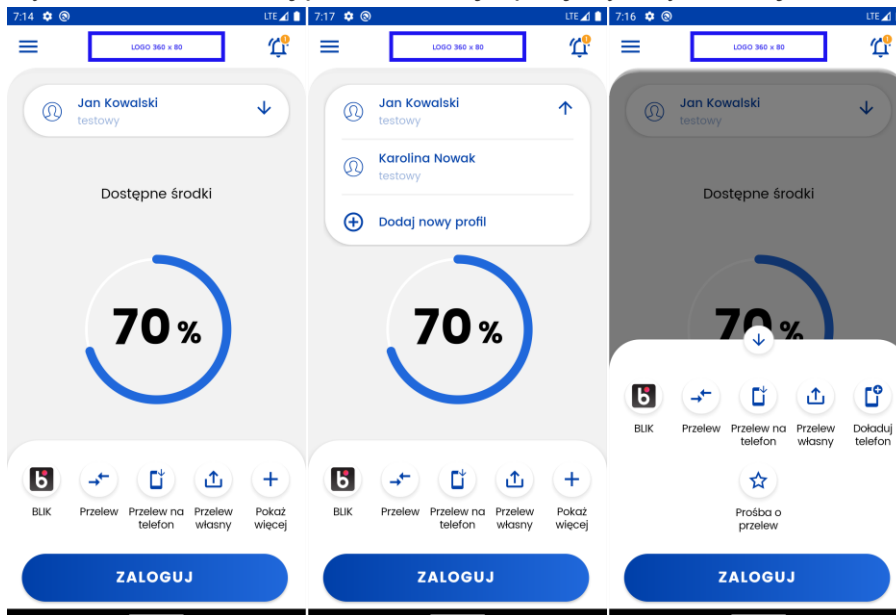 7:14 LTE
LOGO 360 x 80
Jan Kowalski
testowy
Dostępne środki
70 %
BLIK Przelew Przelew na telefon Przelew własny Pokaż więcej
ZALOGUJ
7:17 LTE
LOGO 360 x 80
Jan Kowalski
testowy
Karolina Nowak
testowy
Dodaj nowy profil
70 %
BLIK Przelew Przelew na telefon Przelew własny Pokaż więcej
ZALOGUJ
7:16 LTE
LOGO 360 x 80
Jan Kowalski
testowy
Dostępne środki
70 %
BLIK Przelew Przelew na telefon Przelew własny Doładuj telefon
Prośba o przelew
ZALOGUJ